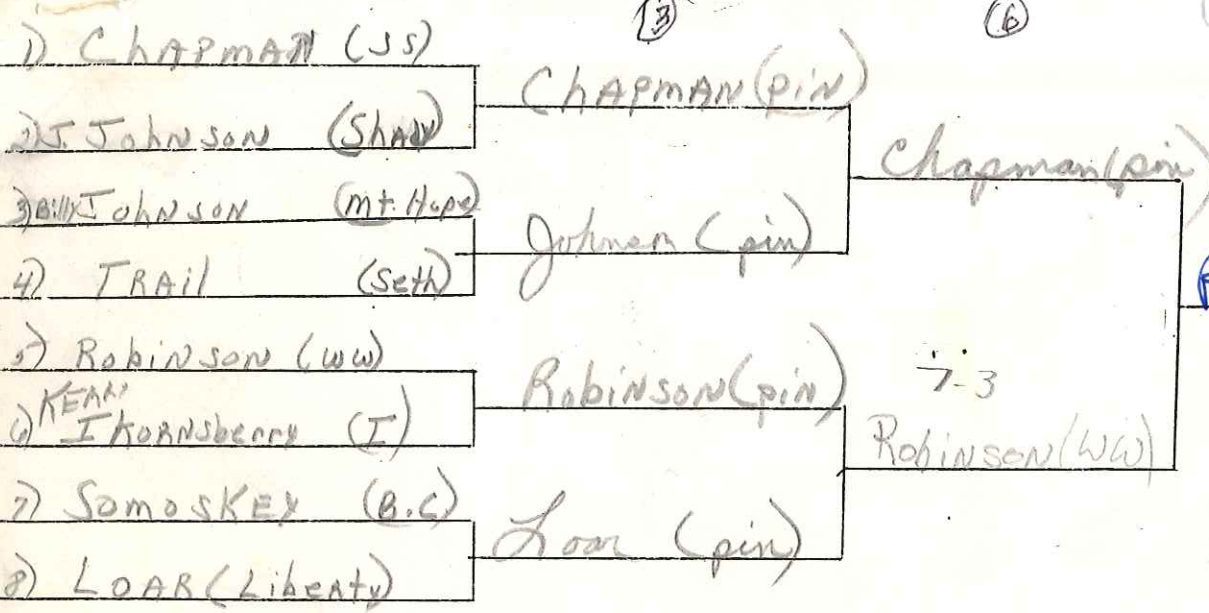 ③ ⑥
1) ChAPmAN (JS)
ChAPMAN (pin)
2) J. JohNSON (ShAdy)
Chapman (pin)
3) Billy JohNSON (mt. Hope)
Johnson (pin)
4) TRAil (Seth)
5) RobiNSON (WW)
RobiNSON (pin)
7-3
6) (I)
RobiNSON (WW)
7) SomosKEY (B.C)
Loar (pin)
8) LOAR (LibeRty)